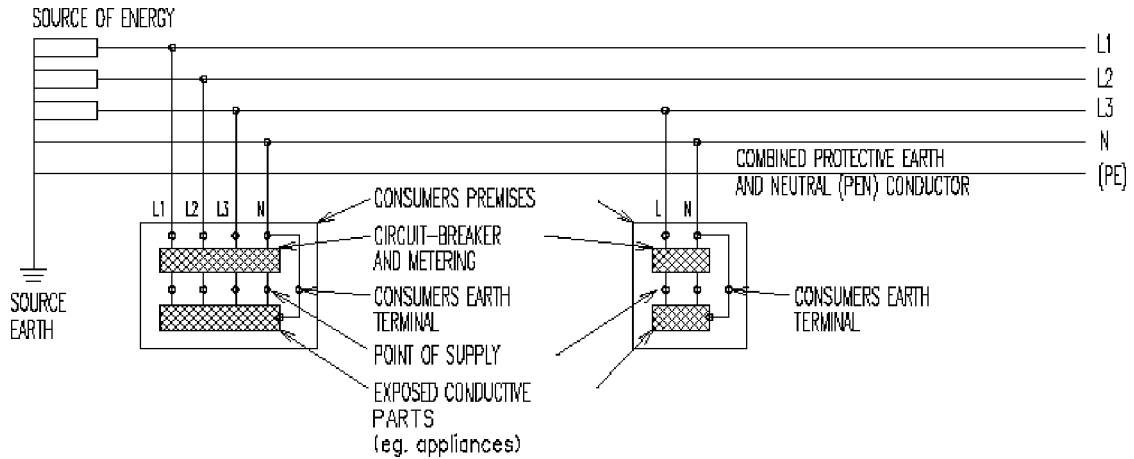 SOURCE OF ENERGY
L1
L2
L3
N
COMBINED PROTECTIVE EARTH
AND NEUTRAL (PEN) CONDUCTOR
(PE)
L1 L2 L3 N
CONSUMERS PREMISES
L N
CIRCUIT-BREAKER
AND METERING
SOURCE
EARTH
CONSUMERS EARTH
TERMINAL
CONSUMERS EARTH
TERMINAL
POINT OF SUPPLY
EXPOSED CONDUCTIVE
PARTS
(eg. appliances)